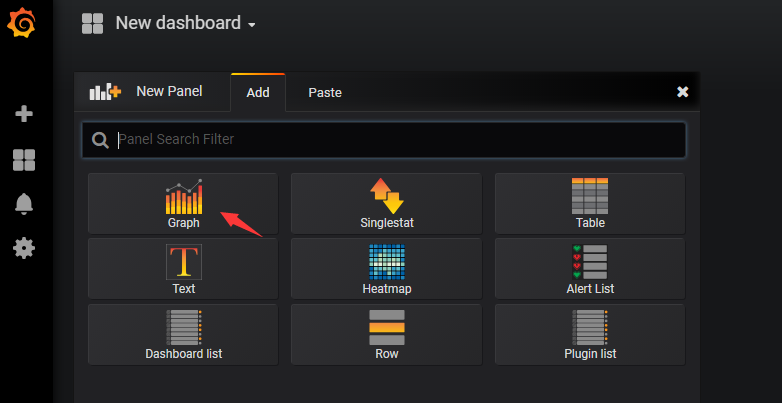 New dashboard
New Panel Add Paste
Panel Search Filter
Graph Singlestat Table
T
Text Heatmap Alert List
Dashboard list Row Plugin list